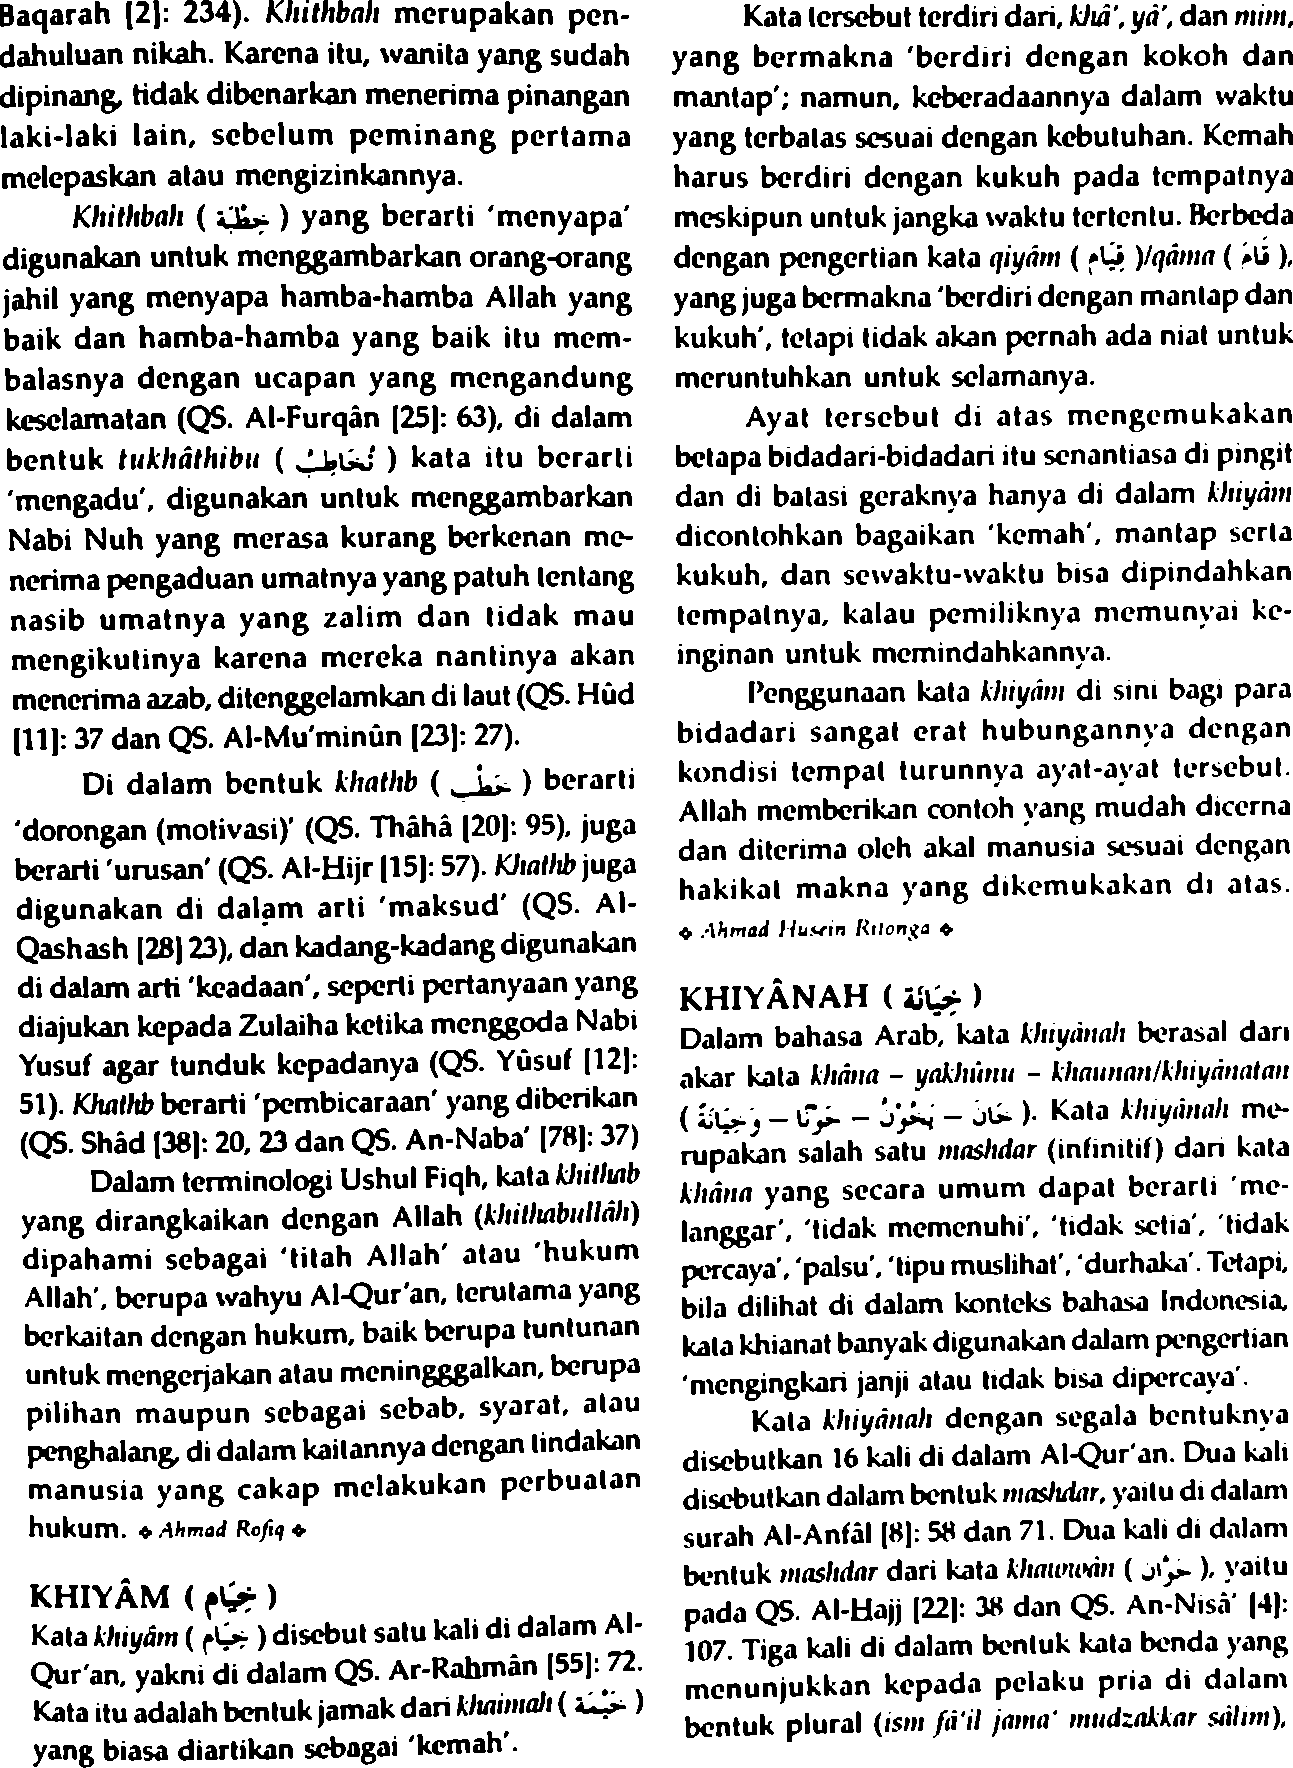 Baqarah [2]: 234). Khithbah merupakan pen-
dahuluan nikah. Karena itu, wanita yang sudah
dipinang, tidak dibenarkan menerima pinangan
laki-laki lain, sebelum peminang pertama
melepaskan atau mengizinkannya.
Khithbah ( خِطْبَة ) yang berarti 'menyapa'
digunakan untuk menggambarkan orang-orang
jahil yang menyapa hamba-hamba Allah yang
baik dan hamba-hamba yang baik itu mem-
balasnya dengan ucapan yang mengandung
keselamatan (QS. Al-Furqân [25]: 63), di dalam
bentuk tukhâthibu ( تُخَاطِبُ ) kata itu berarti
'mengadu', digunakan untuk menggambarkan
Nabi Nuh yang merasa kurang berkenan me-
nerima pengaduan umatnya yang patuh tentang
nasib umatnya yang zalim dan tidak mau
mengikutinya karena mereka nantinya akan
menerima azab, ditenggelamkan di laut (QS. Hûd
[11]: 37 dan QS. Al-Mu'minûn [23]: 27).
Di dalam bentuk khathb ( خَطْب ) berarti
'dorongan (motivasi)' (QS. Thâhâ [20]: 95), juga
berarti 'urusan' (QS. Al-Hijr [15]: 57). Khathb juga
digunakan di dalam arti 'maksud' (QS. Al-
Qashash [28] 23), dan kadang-kadang digunakan
di dalam arti 'keadaan', seperti pertanyaan yang
diajukan kepada Zulaiha ketika menggoda Nabi
Yusuf agar tunduk kepadanya (QS. Yûsuf [12]:
51). Khathb berarti 'pembicaraan' yang diberikan
(QS. Shâd [38]: 20, 23 dan QS. An-Naba' [78]: 37)
Dalam terminologi Ushul Fiqh, kata khithab
yang dirangkaikan dengan Allah (khithabullâh)
dipahami sebagai 'titah Allah' atau 'hukum
Allah', berupa wahyu Al-Qur'an, terutama yang
berkaitan dengan hukum, baik berupa tuntunan
untuk mengerjakan atau meningggalkan, berupa
pilihan maupun sebagai sebab, syarat, atau
penghalang, di dalam kaitannya dengan tindakan
manusia yang cakap melakukan perbuatan
hukum. ❖ Ahmad Rofiq ❖
KHIYÂM ( خِيَام )
Kata khiyâm ( خِيَام ) disebut satu kali di dalam Al-
Qur'an, yakni di dalam QS. Ar-Rahmân [55]: 72.
Kata itu adalah bentuk jamak dari khaimah ( خَيْمَة )
yang biasa diartikan sebagai 'kemah'.
Kata tersebut terdiri dari, khâ', yâ', dan mim,
yang bermakna 'berdiri dengan kokoh dan
mantap'; namun, keberadaannya dalam waktu
yang terbatas sesuai dengan kebutuhan. Kemah
harus berdiri dengan kukuh pada tempatnya
meskipun untuk jangka waktu tertentu. Berbeda
dengan pengertian kata qiyâm ( قِيَام )/qâma ( قَامَ ),
yang juga bermakna 'berdiri dengan mantap dan
kukuh', tetapi tidak akan pernah ada niat untuk
meruntuhkan untuk selamanya.
Ayat tersebut di atas mengemukakan
betapa bidadari-bidadari itu senantiasa di pingit
dan di batasi geraknya hanya di dalam khiyâm
dicontohkan bagaikan 'kemah', mantap serta
kukuh, dan sewaktu-waktu bisa dipindahkan
tempatnya, kalau pemiliknya memunyai ke-
inginan untuk memindahkannya.
Penggunaan kata khiyâm di sini bagi para
bidadari sangat erat hubungannya dengan
kondisi tempat turunnya ayat-ayat tersebut.
Allah memberikan contoh yang mudah dicerna
dan diterima oleh akal manusia sesuai dengan
hakikat makna yang dikemukakan di atas.
❖ Ahmad Husein Ritonga ❖
KHIYÂNAH ( خِيَانَة )
Dalam bahasa Arab, kata khiyânah berasal dari
akar kata khâna – yakhûnu – khaunan/khiyânatan
( خَانَ – يَخُوْنُ – خَوْنًا – وَخِيَانَةً ). Kata khiyânah me-
rupakan salah satu mashdar (infinitif) dari kata
khâna yang secara umum dapat berarti 'me-
langgar', 'tidak memenuhi', 'tidak setia', 'tidak
percaya', 'palsu', 'tipu muslihat', 'durhaka'. Tetapi,
bila dilihat di dalam konteks bahasa Indonesia,
kata khianat banyak digunakan dalam pengertian
'mengingkari janji atau tidak bisa dipercaya'.
Kata khiyânah dengan segala bentuknya
disebutkan 16 kali di dalam Al-Qur'an. Dua kali
disebutkan dalam bentuk mashdar, yaitu di dalam
surah Al-Anfâl [8]: 58 dan 71. Dua kali di dalam
bentuk mashdar dari kata khawwân ( خَوَّان ), yaitu
pada QS. Al-Hajj [22]: 38 dan QS. An-Nisâ' [4]:
107. Tiga kali di dalam bentuk kata benda yang
menunjukkan kepada pelaku pria di dalam
bentuk plural (ism fâ'il jama' mudzakkar sâlim),